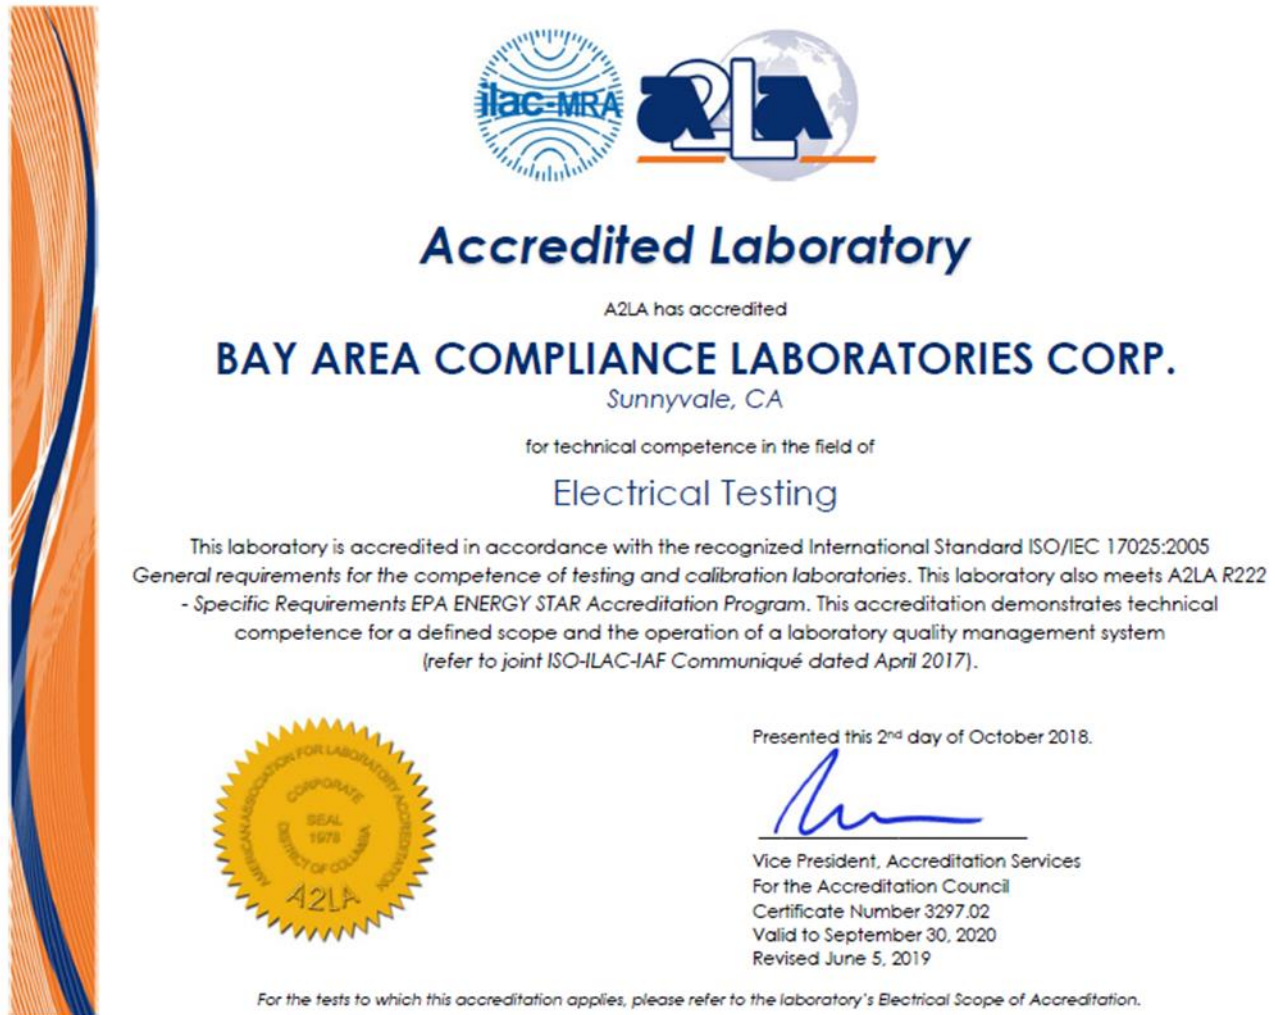 ilac-MRA
a2La
Accredited Laboratory
A2LA has accredited
BAY AREA COMPLIANCE LABORATORIES CORP.
Sunnyvale, CA
for technical competence in the field of
Electrical Testing
This laboratory is accredited in accordance with the recognized International Standard ISO/IEC 17025:2005
General requirements for the competence of testing and calibration laboratories. This laboratory also meets A2LA R222
- Specific Requirements EPA ENERGY STAR Accreditation Program. This accreditation demonstrates technical
competence for a defined scope and the operation of a laboratory quality management system
(refer to joint ISO-ILAC-IAF Communiqué dated April 2017).
AMERICAN ASSOCIATION FOR LABORATORY ACCREDITATION
CORPORATE
SEAL
1978
DISTRICT OF COLUMBIA
A2LA
Presented this 2nd day of October 2018.
Vice President, Accreditation Services
For the Accreditation Council
Certificate Number 3297.02
Valid to September 30, 2020
Revised June 5, 2019
For the tests to which this accreditation applies, please refer to the laboratory's Electrical Scope of Accreditation.